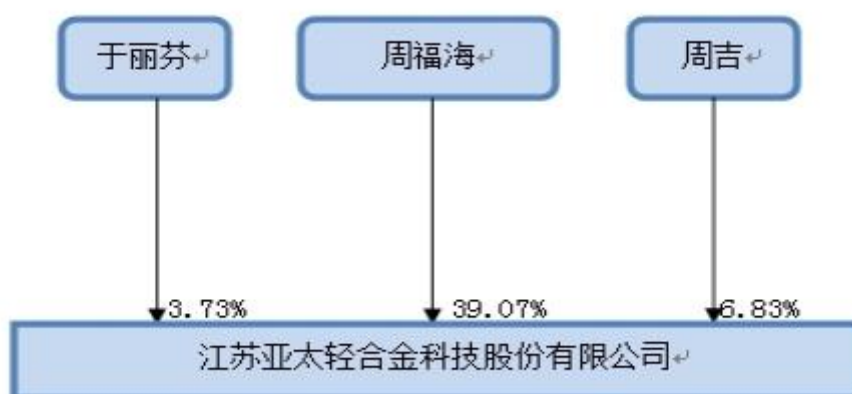 于丽芬
周福海
周吉
3.73%
39.07%
6.83%
江苏亚太轻合金科技股份有限公司